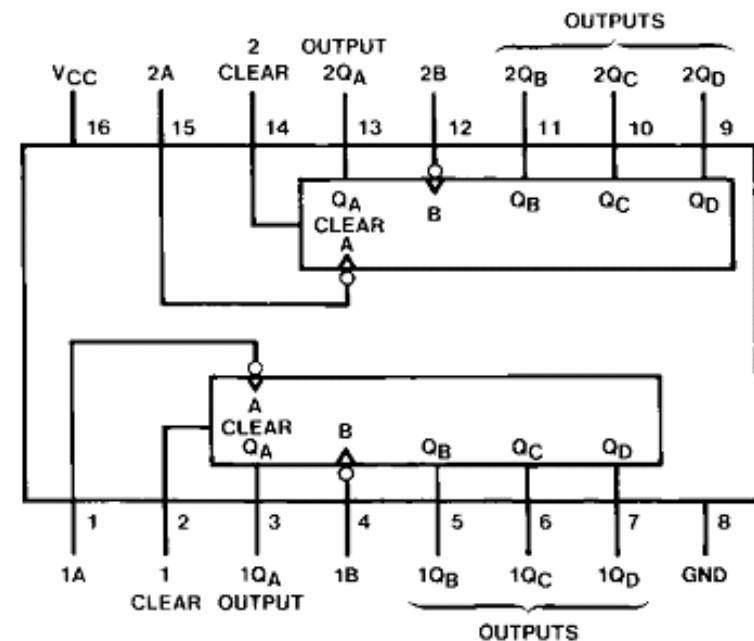 OUTPUTS
2 OUTPUT
VCC 2A CLEAR 2QA 2B 2QB 2QC 2QD
16 15 14 13 12 11 10 9
QA B QB QC QD
CLEAR
A
A
CLEAR
QA B QB QC QD
1 2 3 4 5 6 7 8
1A 1 1QA 1B 1QB 1QC 1QD GND
CLEAR OUTPUT
OUTPUTS